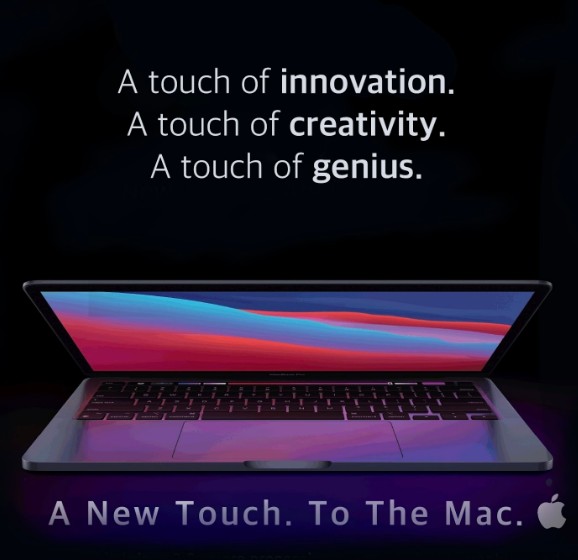 A touch of innovation.
A touch of creativity.
A touch of genius.
A New Touch. To The Mac.